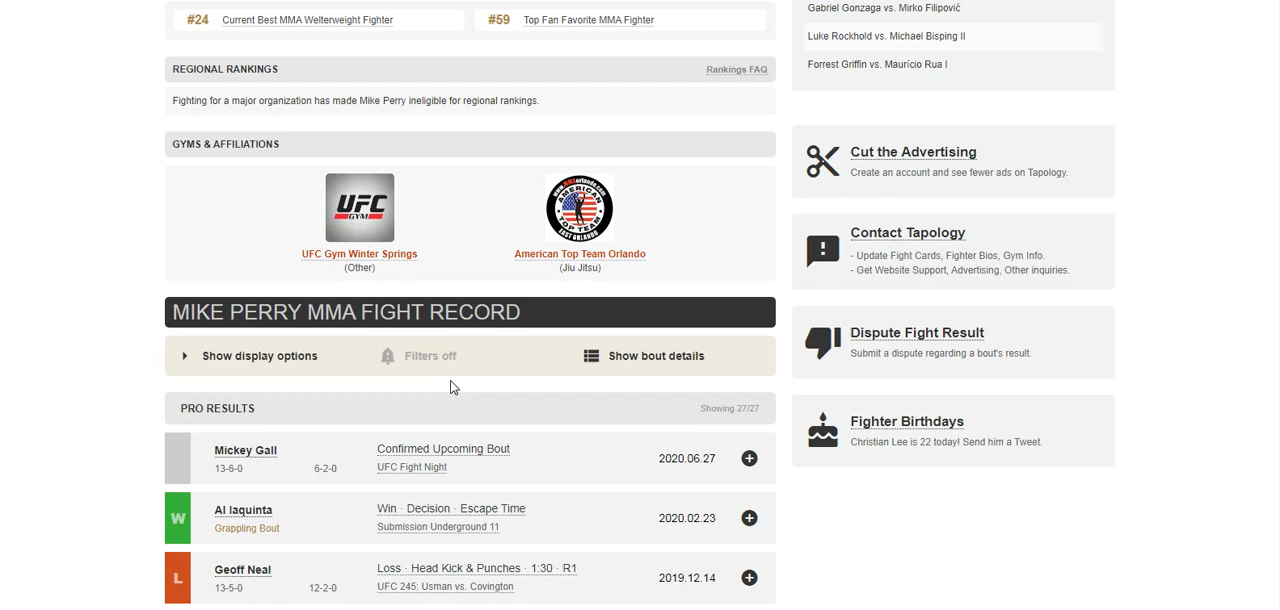 #24 Current Best MMA Welterweight Fighter
#59 Top Fan Favorite MMA Fighter
REGIONAL RANKINGS
Rankings FAQ
Fighting for a major organization has made Mike Perry ineligible for regional rankings.
GYMS & AFFILIATIONS
UFC
GYM
www.MMAorlando.com
AMERICAN
TOP TEAM
EAST ORLANDO
UFC Gym Winter Springs
(Other)
American Top Team Orlando
(Jiu Jitsu)
MIKE PERRY MMA FIGHT RECORD
Show display options
Filters off
Show bout details
PRO RESULTS
Showing 27/27
Mickey Gall
13-6-0 6-2-0
Confirmed Upcoming Bout
UFC Fight Night
2020.06.27
W
Al Iaquinta
Grappling Bout
Win · Decision · Escape Time
Submission Underground 11
2020.02.23
L
Geoff Neal
13-5-0 12-2-0
Loss · Head Kick & Punches · 1:30 · R1
UFC 245: Usman vs. Covington
2019.12.14
Gabriel Gonzaga vs. Mirko Filipović
Luke Rockhold vs. Michael Bisping II
Forrest Griffin vs. Maurício Rua I
Cut the Advertising
Create an account and see fewer ads on Tapology.
Contact Tapology
- Update Fight Cards, Fighter Bios, Gym Info.
- Get Website Support, Advertising, Other inquiries.
Dispute Fight Result
Submit a dispute regarding a bout's result.
Fighter Birthdays
Christian Lee is 22 today! Send him a Tweet.